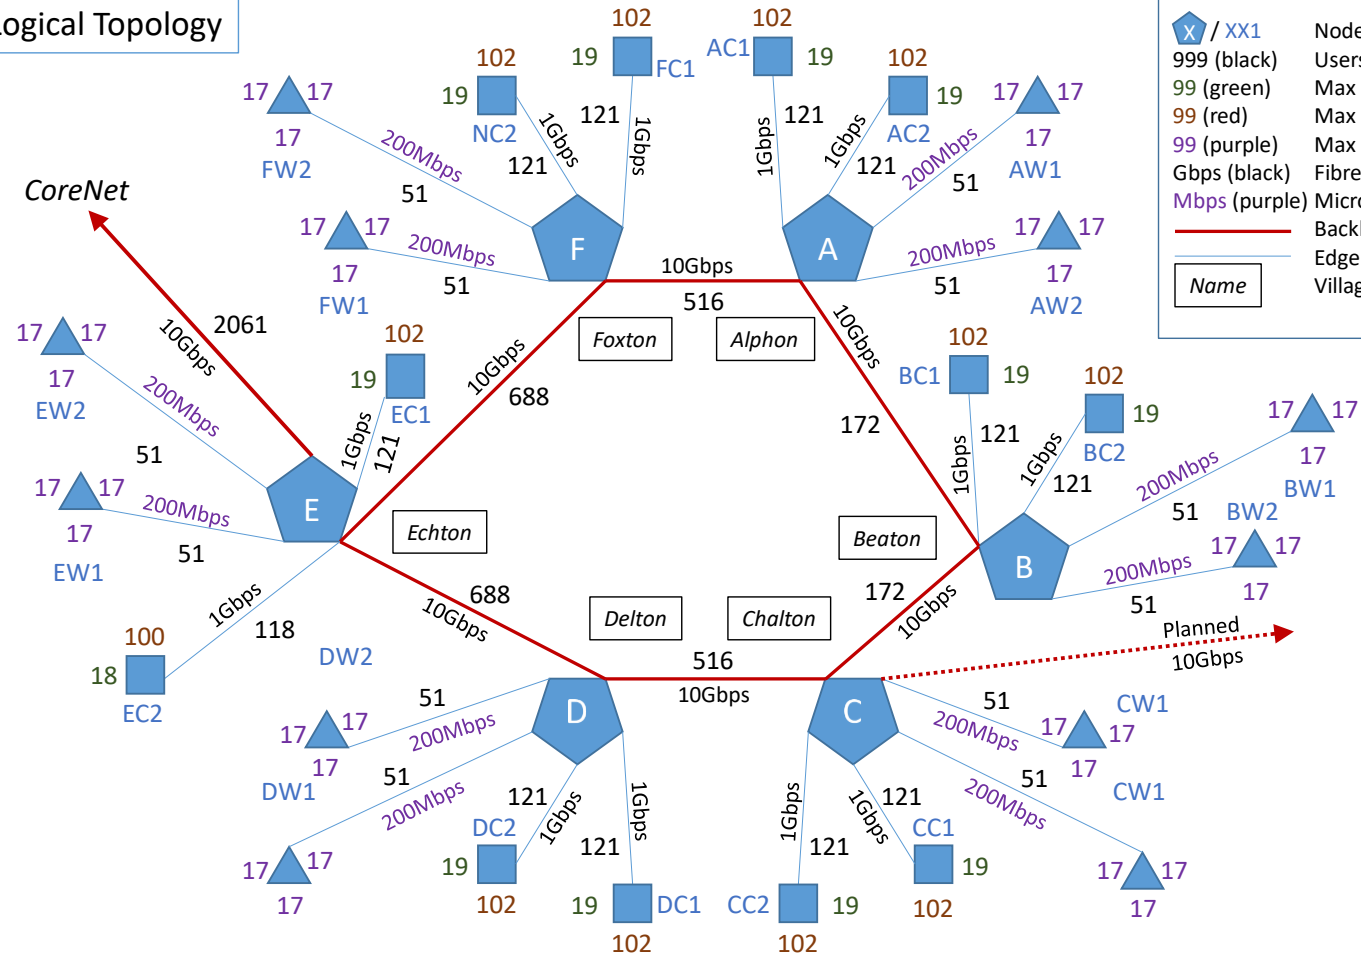 Logical Topology
X / XX1 Node
999 (black) Users
99 (green) Max
99 (red) Max
99 (purple) Max
Gbps (black) Fibre
Mbps (purple) Micro
Backl
Edge
Name Villag
CoreNet
10Gbps
2061
17 17
17
FW2
200Mbps
51
17 17
17
FW1
200Mbps
51
102
19
NC2
1Gbps
121
102
19
FC1
121
1Gbps
F
Foxton
10Gbps
516
102
AC1
19
1Gbps
121
102
19
AC2
1Gbps
121
17 17
17
AW1
200Mbps
51
17 17
17
AW2
200Mbps
51
A
Alphon
10Gbps
172
102
BC1
19
1Gbps
121
102
19
BC2
1Gbps
121
17 17
17
BW1
200Mbps
51
BW2
17 17
17
200Mbps
51
B
Beaton
172
10Gbps
Planned
10Gbps
10Gbps
688
17 17
17
EW2
200Mbps
51
17 17
17
EW1
200Mbps
51
102
19
EC1
1Gbps
121
E
Echton
1Gbps
118
100
18
EC2
688
10Gbps
Delton
Chalton
516
10Gbps
D
DW2
51
200Mbps
17 17
17
DW1
51
200Mbps
17 17
17
121
1Gbps
DC2
19
102
1Gbps
121
19
DC1
102
C
51
200Mbps
CW1
17 17
17
51
200Mbps
CW1
17 17
17
1Gbps
121
CC2
19
102
121
1Gbps
CC1
19
102